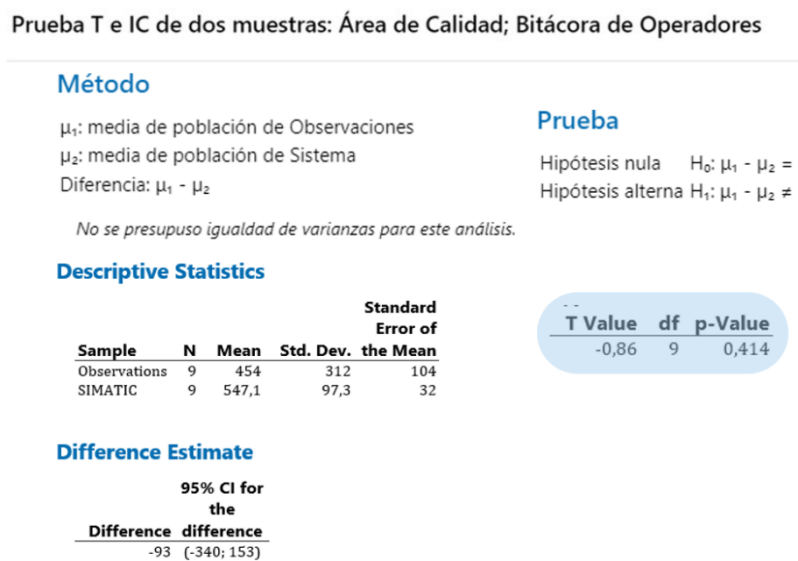 Prueba T e IC de dos muestras: Área de Calidad; Bitácora de Operadores
Método
μ₁: media de población de Observaciones
μ₂: media de población de Sistema
Diferencia: μ₁ - μ₂
No se presupuso igualdad de varianzas para este análisis.
Prueba
Hipótesis nula H₀: μ₁ - μ₂ =
Hipótesis alterna H₁: μ₁ - μ₂ ≠
Descriptive Statistics
Standard
Error of
Sample N Mean Std. Dev. the Mean
Observations 9 454 312 104
SIMATIC 9 547,1 97,3 32
T Value df p-Value
-0,86 9 0,414
Difference Estimate
95% CI for
the
Difference difference
-93 (-340; 153)